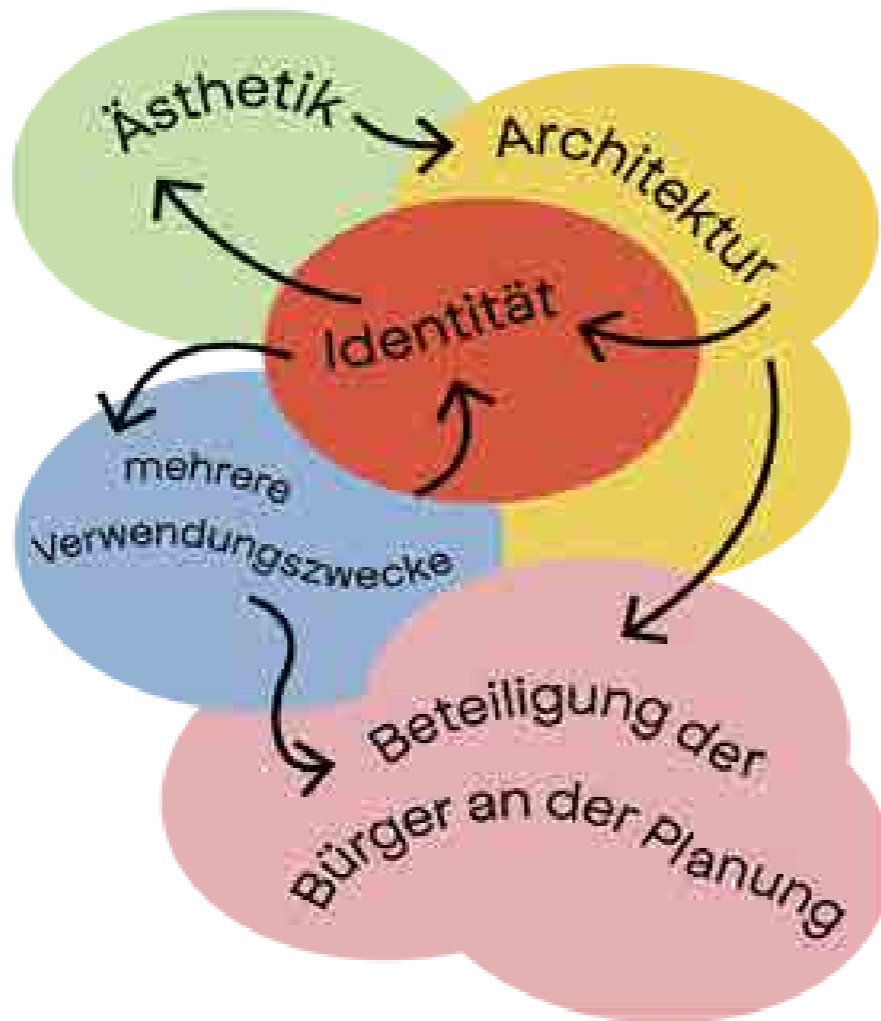 Ästhetik
Architektur
Identität
mehrere
Verwendungszwecke
Beteiligung der
Bürger an der Planung